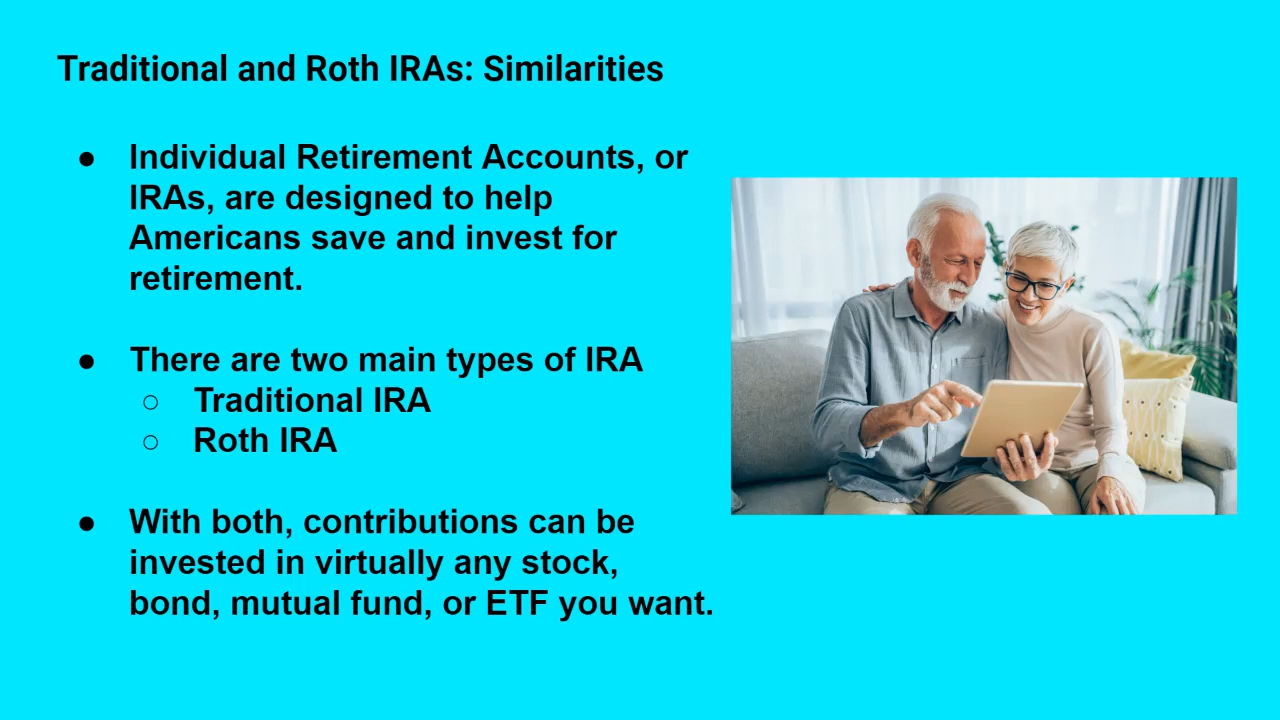 Traditional and Roth IRAs: Similarities
● Individual Retirement Accounts, or
IRAs, are designed to help
Americans save and invest for
retirement.
● There are two main types of IRA
○ Traditional IRA
○ Roth IRA
● With both, contributions can be
invested in virtually any stock,
bond, mutual fund, or ETF you want.